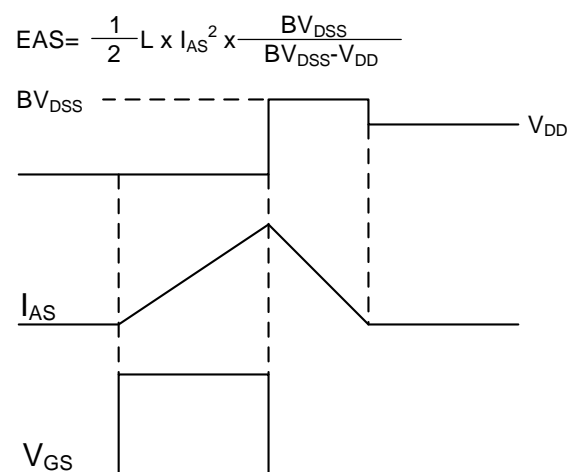 EAS= 1/2 L x I_AS^2 x BV_DSS/BV_DSS-V_DD
BV_DSS
V_DD
I_AS
V_GS